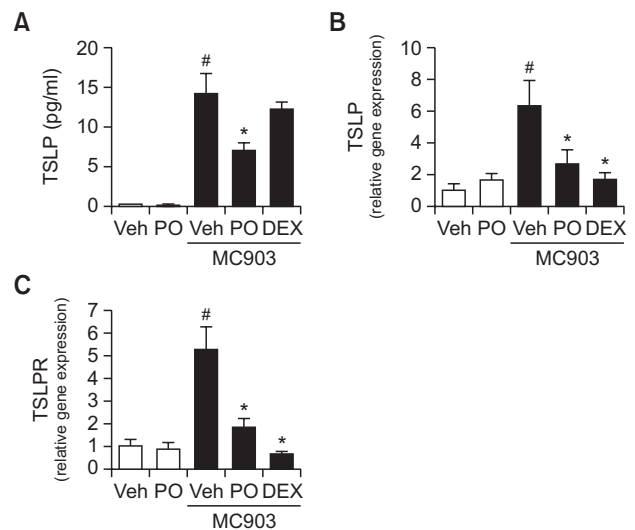 A
TSLP (pg/ml)
20
15
10
5
0
#
*
Veh PO Veh PO DEX
MC903
B
TSLP
(relative gene expression)
10
8
6
4
2
0
#
*
*
Veh PO Veh PO DEX
MC903
C
TSLPR
(relative gene expression)
7
6
5
4
3
2
1
0
#
*
*
Veh PO Veh PO DEX
MC903